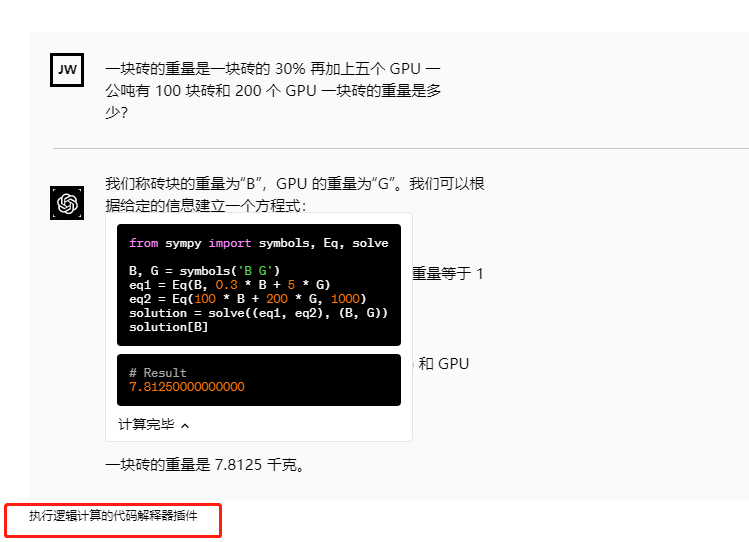 JW
一块砖的重量是一块砖的 30% 再加上五个 GPU 一
公吨有 100 块砖和 200 个 GPU 一块砖的重量是多
少？
我们称砖块的重量为“B”，GPU 的重量为“G”。我们可以根
据给定的信息建立一个方程式：
from sympy import symbols, Eq, solve
B, G = symbols('B G')
eq1 = Eq(B, 0.3 * B + 5 * G)
重量等于 1
eq2 = Eq(100 * B + 200 * G, 1000)
solution = solve((eq1, eq2), (B, G))
solution[B]
和 GPU
# Result
7.81250000000000
计算完毕
一块砖的重量是 7.8125 千克。
执行逻辑计算的代码解释器插件